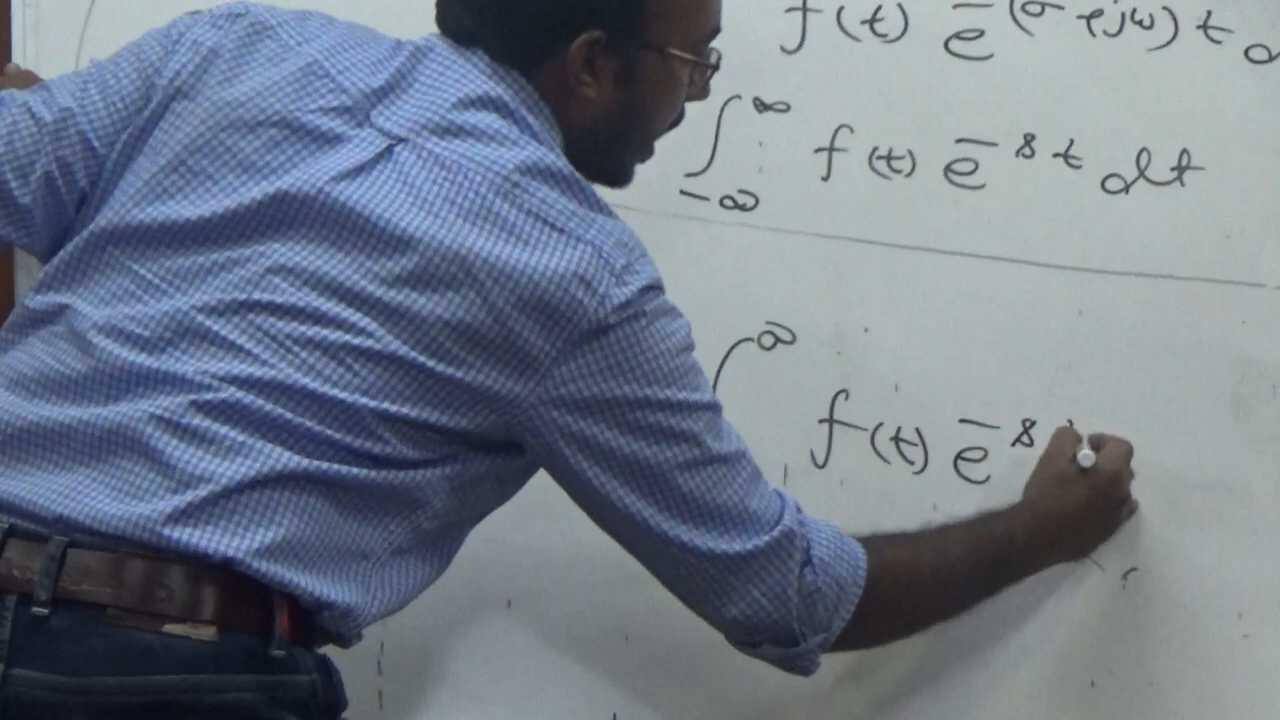 f(t) e^-(σ+jω)t d
∫_{-∞}^{∞} f(t) e^{-st} dt
∫^{∞} f(t) e^{-s